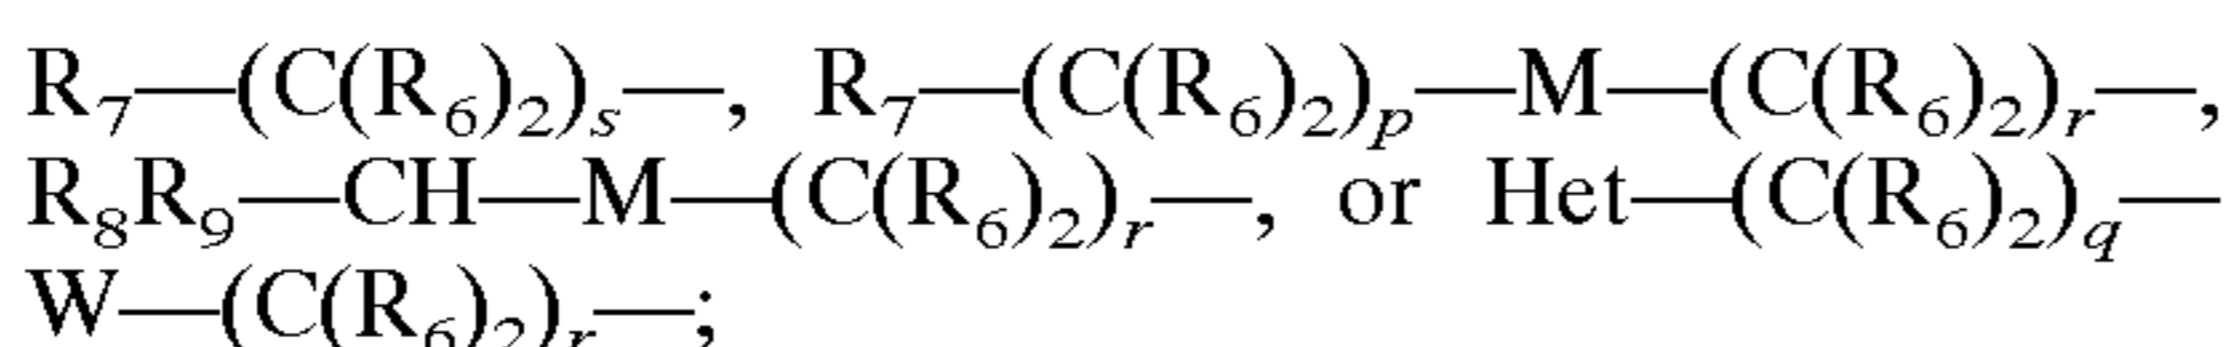 R₇—(C(R₆)₂)ₛ—, R₇—(C(R₆)₂)ₚ—M—(C(R₆)₂)ᵣ—,
R₈R₉—CH—M—(C(R₆)₂)ᵣ—, or Het—(C(R₆)₂)q—
W—(C(R₆)₂)ᵣ—;